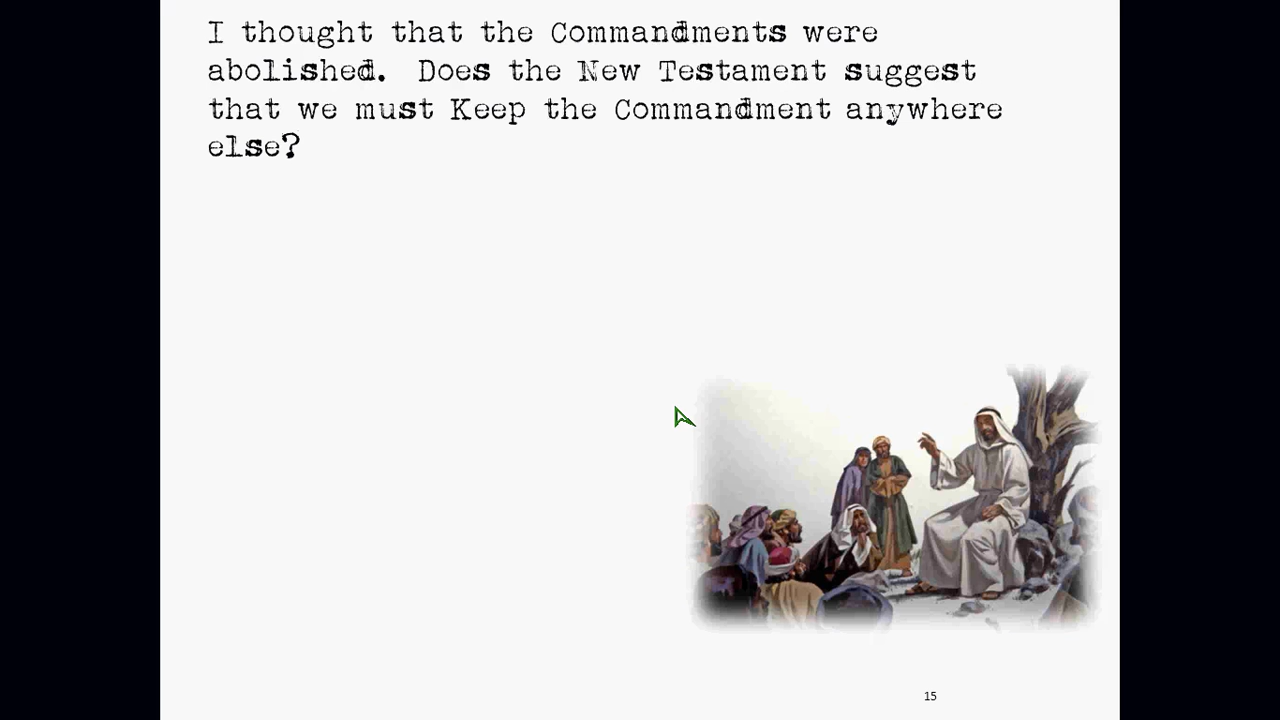 I thought that the Commandments were
abolished.  Does the New Testament suggest
that we must Keep the Commandment anywhere
else?
15